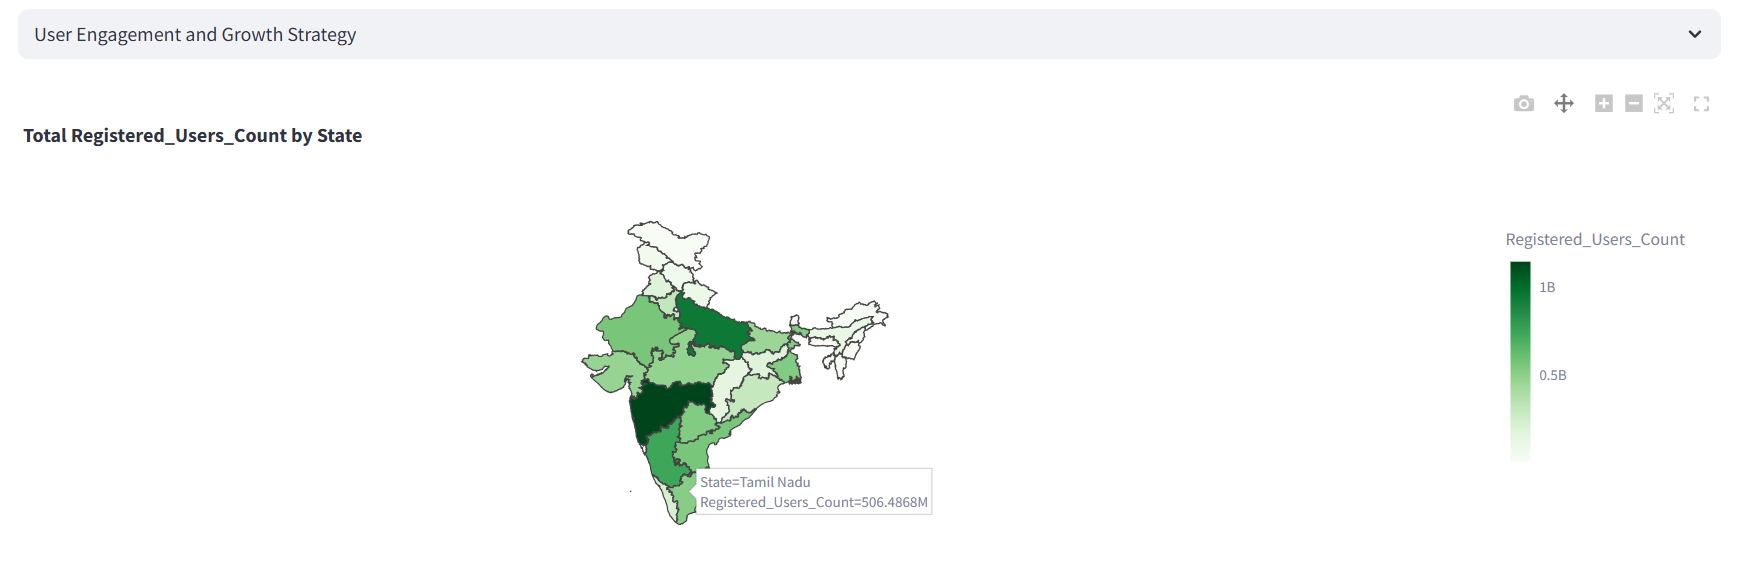 User Engagement and Growth Strategy
Total Registered_Users_Count by State
Registered_Users_Count
1B
0.5B
State=Tamil Nadu
Registered_Users_Count=506.4868M